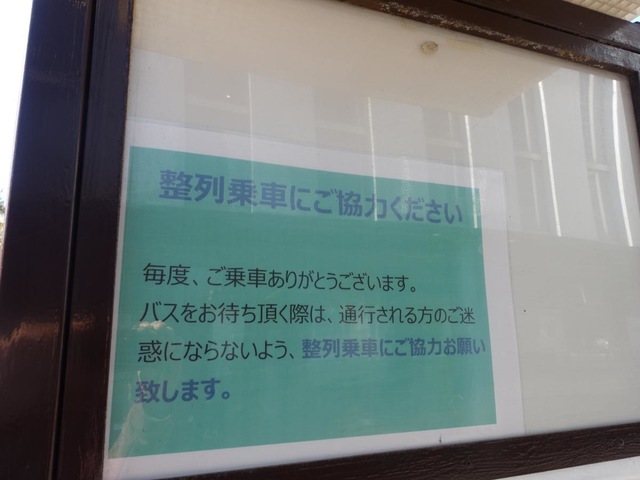 整列乗車にご協力ください
毎度、ご乗車ありがとうございます。
バスをお待ち頂く際は、通行される方のご迷
惑にならないよう、整列乗車にご協力お願い
致します。